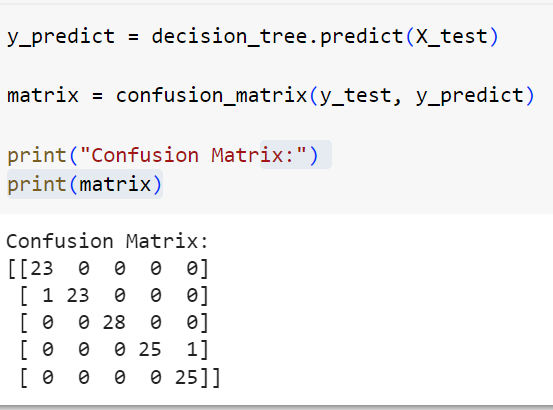 y_predict = decision_tree.predict(X_test)
matrix = confusion_matrix(y_test, y_predict)
print("Confusion Matrix:")
print(matrix)
Confusion Matrix:
[[23  0  0  0  0]
 [ 1 23  0  0  0]
 [ 0  0 28  0  0]
 [ 0  0  0 25  1]
 [ 0  0  0  0 25]]